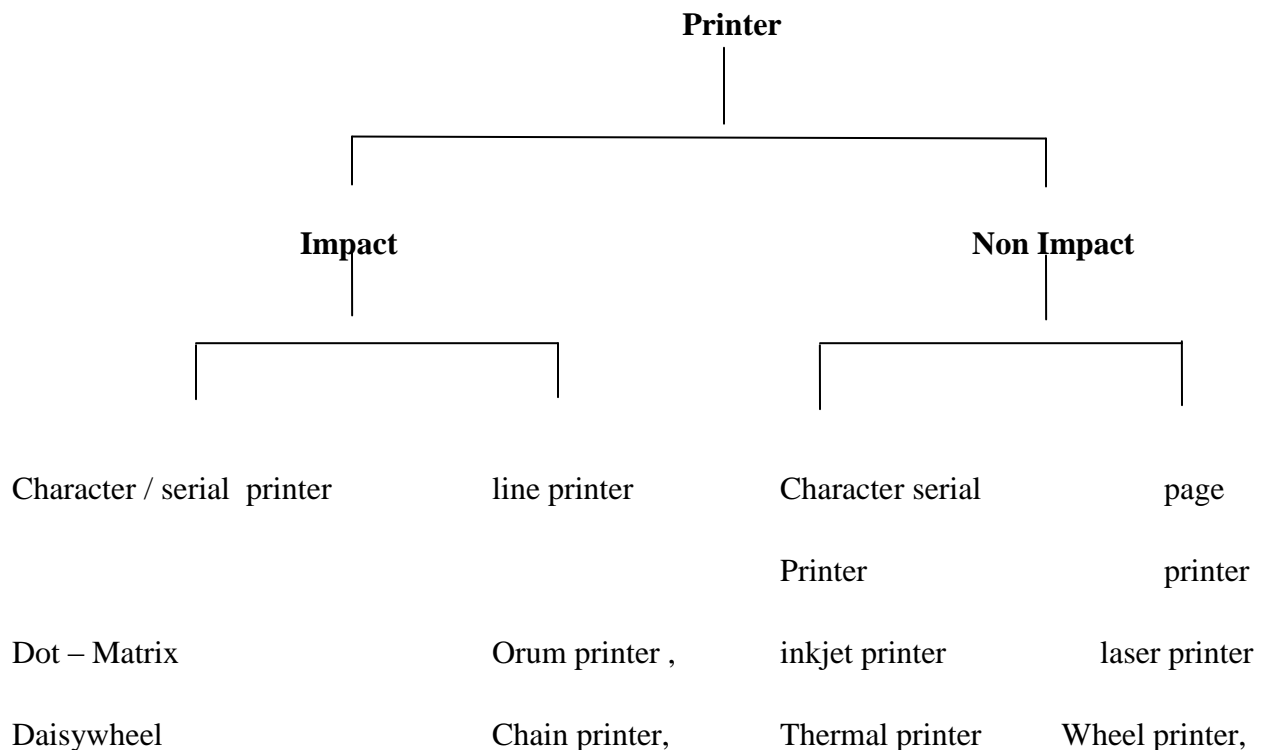 Printer
Impact Non Impact
Character / serial printer line printer Character serial page
Printer printer
Dot – Matrix Orum printer , inkjet printer laser printer
Daisywheel Chain printer, Thermal printer Wheel printer,